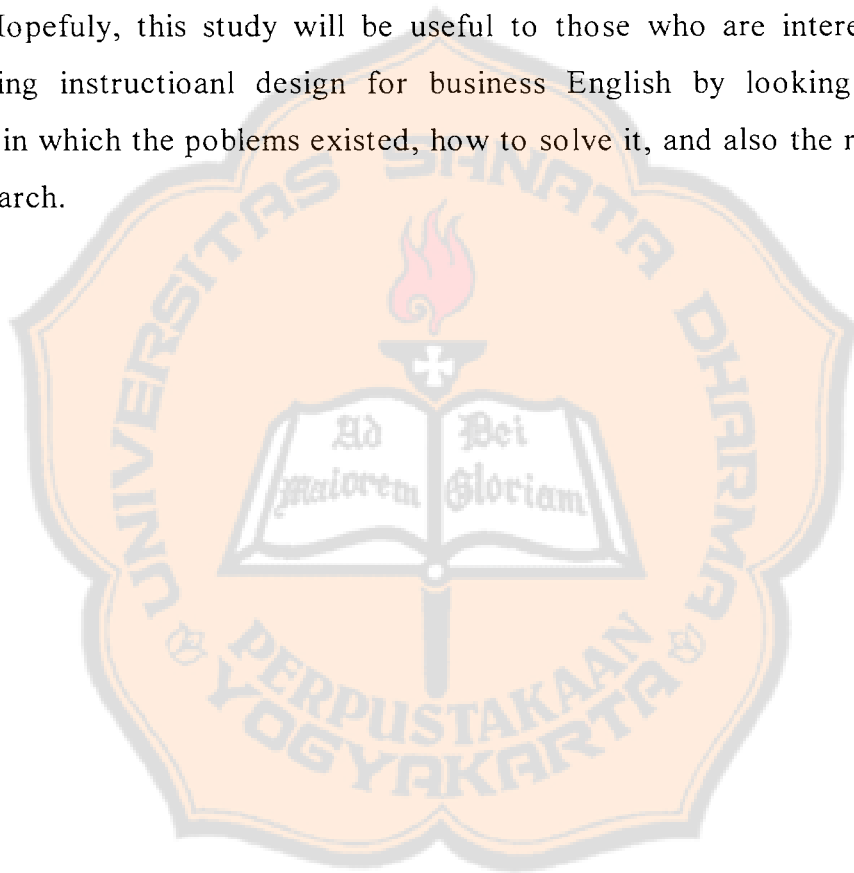 Hopefuly, this study will be useful to those who are intere
ing instructioanl design for business English by looking
in which the poblems existed, how to solve it, and also the r
arch.
UNIVERSITAS SANATA DHARMA
Ad Dei
Maiorem Gloriam
PERPUSTAKAAN
YOGYAKARTA